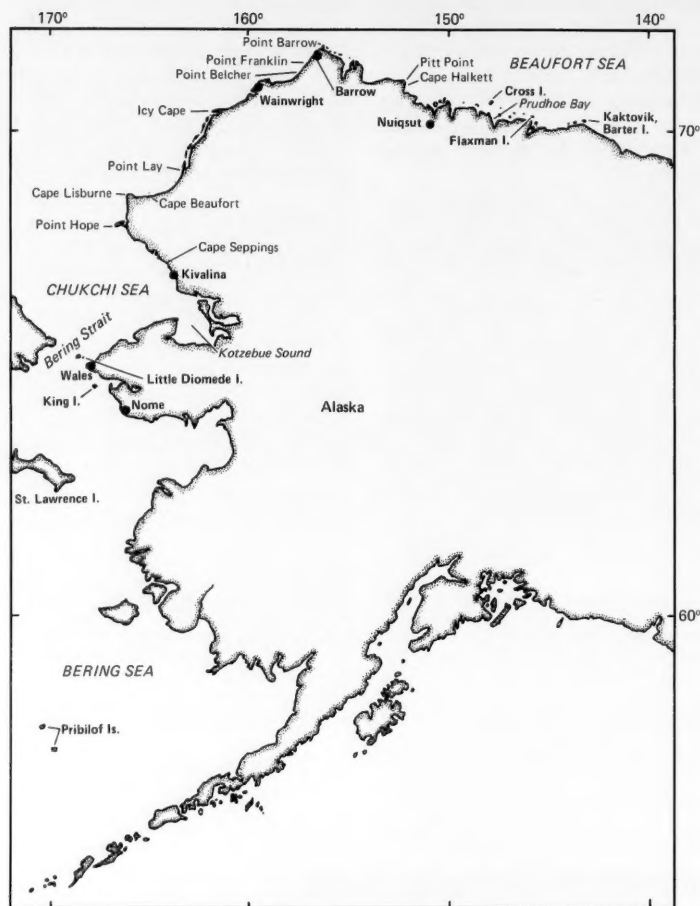 170°
160°
150°
140°
Point Barrow
Point Franklin
Point Belcher
Wainwright
Barrow
Pitt Point
Cape Halkett
BEAUFORT SEA
Cross I.
Prudhoe Bay
Icy Cape
Nuiqsut
Flaxman I.
Kaktovik,
Barter I.
70°
Point Lay
Cape Lisburne
Cape Beaufort
Point Hope
Cape Seppings
Kivalina
CHUKCHI SEA
Bering Strait
Kotzebue Sound
Wales
Little Diomede I.
King I.
Nome
Alaska
St. Lawrence I.
60°
BERING SEA
Pribilof Is.